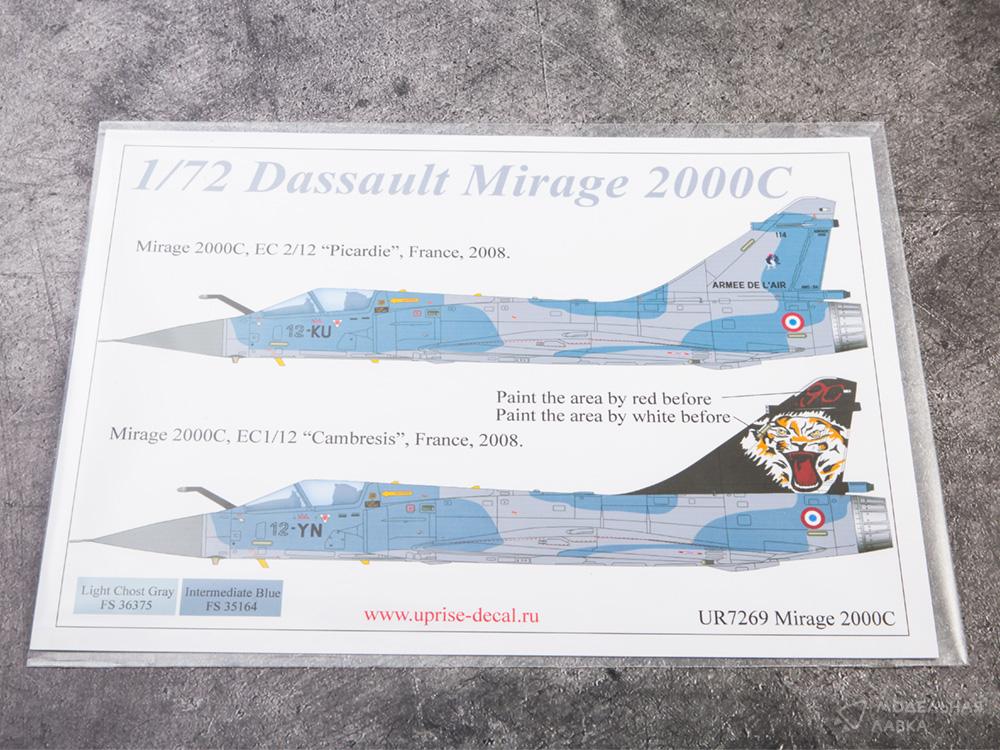 1/72 Dassault Mirage 2000C
Mirage 2000C, EC 2/12 “Picardie”, France, 2008.
114
ARMEE DE L'AIR
12-KU
Paint the area by red before
Paint the area by white before
90
Mirage 2000C, EC1/12 “Cambresis”, France, 2008.
12-YN
Light Chost Gray
FS 36375
Intermediate Blue
FS 35164
www.uprise-decal.ru
UR7269 Mirage 2000C
МОДЕЛЬНАЯ
ЛАВКА